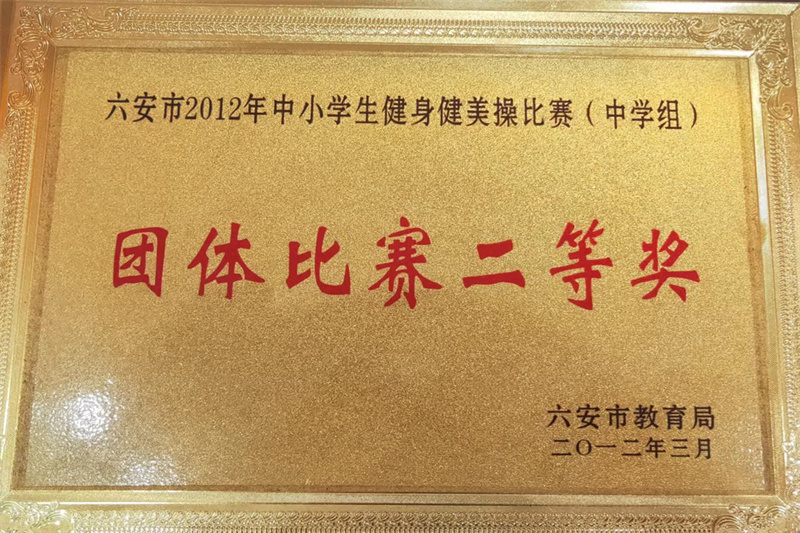 六安市2012年中小学生健身健美操比赛（中学组）
团体比赛二等奖
六安市教育局
二〇一二年三月